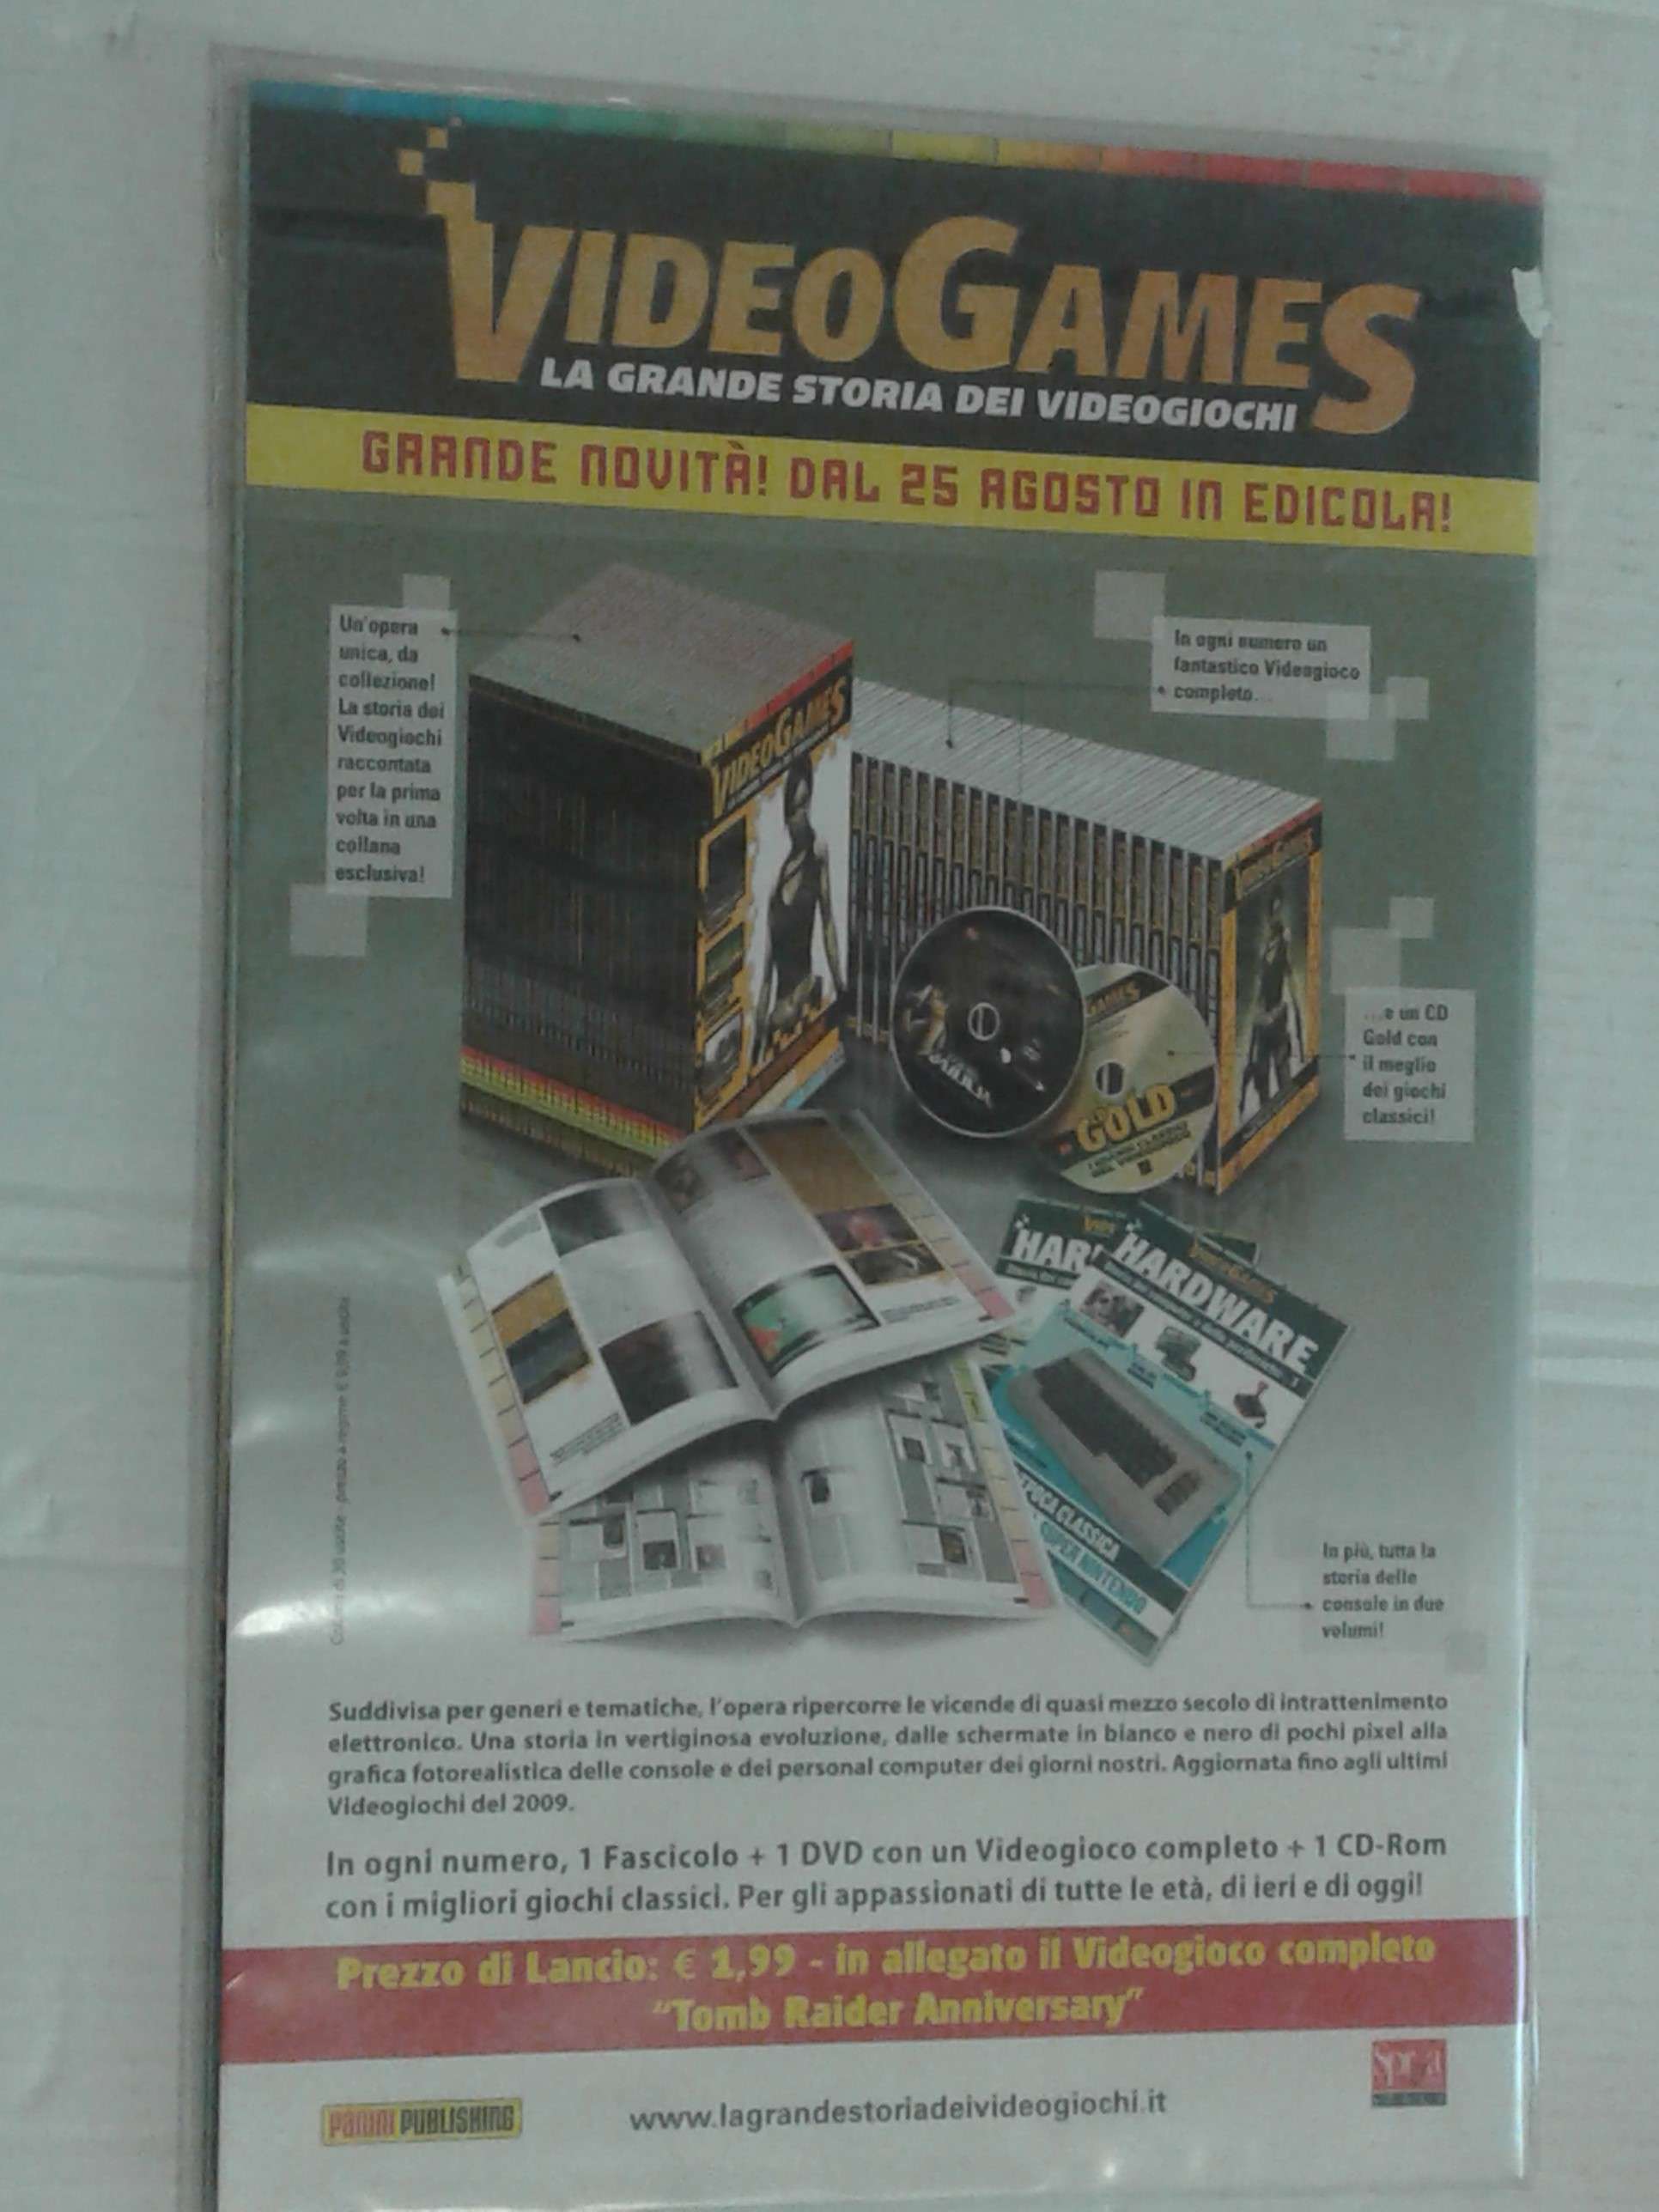 VIDEOGAMES
LA GRANDE STORIA DEI VIDEOGIOCHI
GRANDE NOVITÀ! DAL 25 AGOSTO IN EDICOLA!
Un'opera
unica, da
collezione!
La storia dei
Videogiochi
raccontata
per la prima
volta in una
collana
esclusiva!
In ogni numero un
fantastico Videogioco
completo...
VIDEOGAMES
VIDEOGAMES
GAMES
GOLD
...e un CD
Gold con
il meglio
dei giochi
classici!
HARDWARE
VIDEOGAMES
EPOCA CLASSICA
SUPER NINTENDO
In più, tutta la
storia delle
console in due
volumi!
Suddivisa per generi e tematiche, l'opera ripercorre le vicende di quasi mezzo secolo di intrattenimento
elettronico. Una storia in vertiginosa evoluzione, dalle schermate in bianco e nero di pochi pixel alla
grafica fotorealistica delle console e dei personal computer dei giorni nostri. Aggiornata fino agli ultimi
Videogiochi del 2009.
In ogni numero, 1 Fascicolo + 1 DVD con un Videogioco completo + 1 CD-Rom
con i migliori giochi classici. Per gli appassionati di tutte le età, di ieri e di oggi!
Prezzo di Lancio: € 1,99 - in allegato il Videogioco completo
"Tomb Raider Anniversary"
PANINI PUBLISHING
www.lagrandestoriadeivideogiochi.it